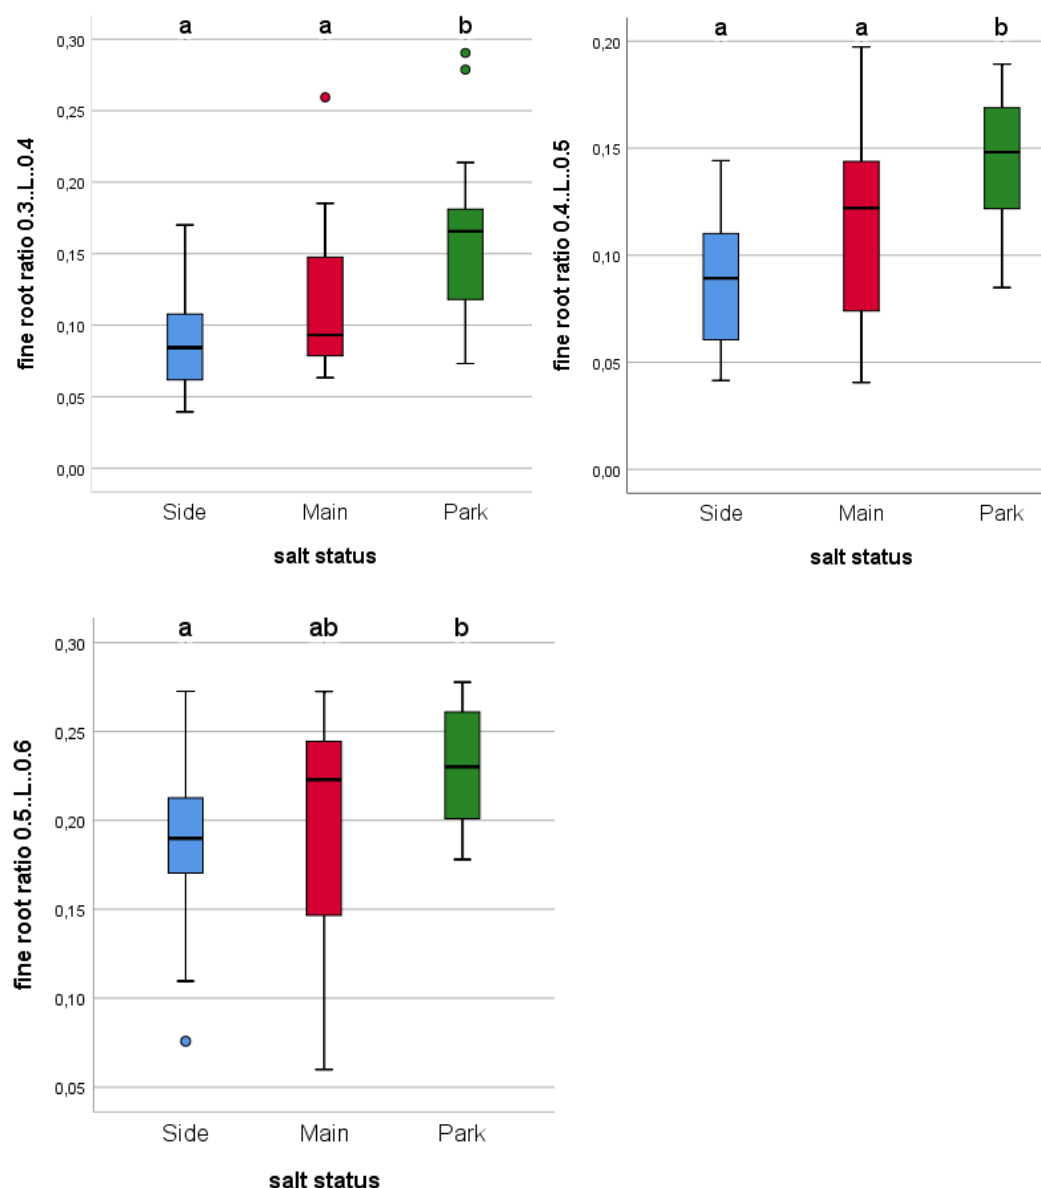 a a b
0,30
0,25
0,20
0,15
0,10
0,05
0,00
fine root ratio 0.3..L..0.4
Side Main Park
salt status
a a b
0,20
0,15
0,10
0,05
0,00
fine root ratio 0.4..L..0.5
Side Main Park
salt status
a ab b
0,30
0,25
0,20
0,15
0,10
0,05
fine root ratio 0.5..L..0.6
Side Main Park
salt status